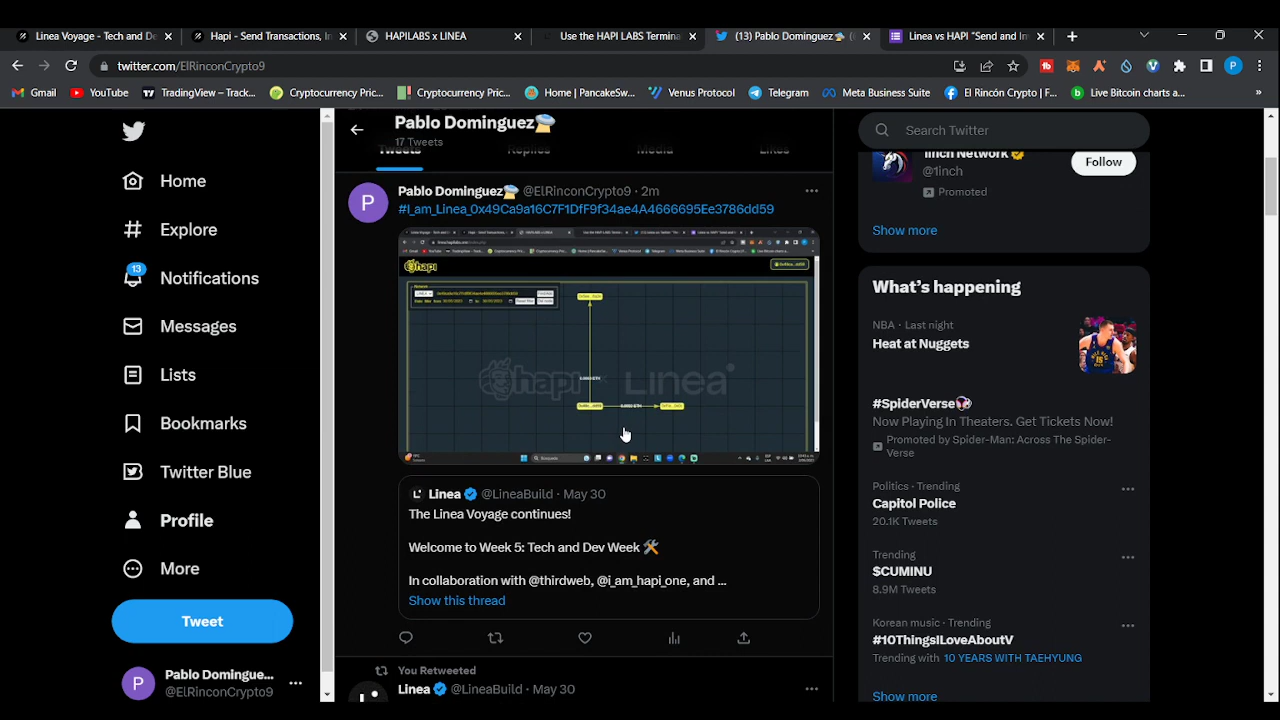 Linea Voyage - Tech and De
Hapi - Send Transactions, In
HAPILABS x LINEA
Use the HAPI LABS Termina
(13) Pablo Dominguez
Linea vs HAPI "Send and In
twitter.com/ElRinconCrypto9
P
Gmail
YouTube
TradingView – Track...
Cryptocurrency Pric...
Cryptocurrency Pric...
Home | PancakeSw...
Venus Protocol
Telegram
Meta Business Suite
El Rincón Crypto | F...
Live Bitcoin charts a...
»
Home
Explore
13
Notifications
Messages
Lists
Bookmarks
Twitter Blue
Profile
More
Tweet
P
Pablo Domingue...
@ElRinconCrypto9
Pablo Dominguez
17 Tweets
Tweets
Replies
Media
Likes
P
Pablo Dominguez @ElRinconCrypto9 · 2m
#I_am_Linea_0x49Ca9a16C7F1DfF9f34ae4A4666695Ee3786dd59
hapi
hapi Linea
Linea @LineaBuild · May 30
The Linea Voyage continues!
Welcome to Week 5: Tech and Dev Week 🛠
In collaboration with @thirdweb, @i_am_hapi_one, and ...
Show this thread
You Retweeted
Linea @LineaBuild · May 30
Search Twitter
1inch Network
@1inch
Promoted
Follow
Show more
What's happening
NBA · Last night
Heat at Nuggets
#SpiderVerse
Now Playing In Theaters. Get Tickets Now!
Promoted by Spider-Man: Across The Spider-
Verse
Politics · Trending
Capitol Police
20.1K Tweets
Trending
$CUMINU
8.9M Tweets
Korean music · Trending
#10ThingsILoveAboutV
Trending with 10 YEARS WITH TAEHYUNG
Show more